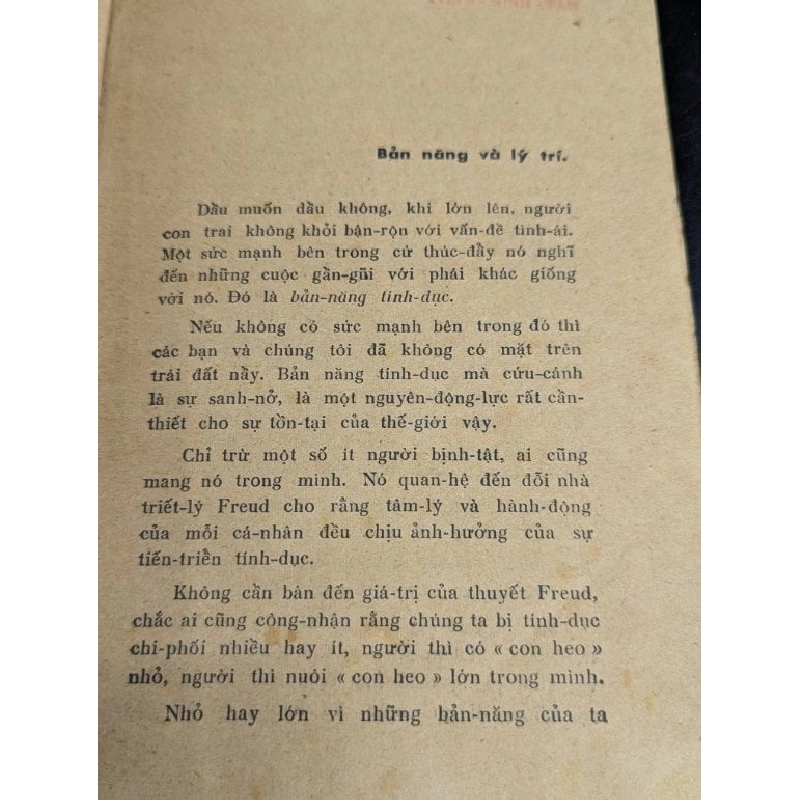 Bản năng và lý trí.
Dầu muốn dầu không, khi lớn lên, người
con trai không khỏi bận-rộn với vấn-đề tình-ái.
Một sức mạnh bên trong cứ thúc-đẩy nó nghĩ
đến những cuộc gần-gũi với phái khác giống
với nó. Đó là bản-năng tính-dục.
Nếu không có sức mạnh bên trong đó thì
các bạn và chúng tôi đã không có mặt trên
trái đất nầy. Bản năng tính-dục mà cứu-cánh
là sự sanh-nở, là một nguyên-động-lực rất cần-
thiết cho sự tồn-tại của thế-giới vậy.
Chỉ trừ một số ít người bịnh-tật, ai cũng
mang nó trong mình. Nó quan-hệ đến đỗi nhà
triết-lý Freud cho rằng tâm-lý và hành-động
của mỗi cá-nhân đều chịu ảnh-hưởng của sự
tiến-triển tính-dục.
Không cần bàn đến giá-trị của thuyết Freud,
chắc ai cũng công-nhận rằng chúng ta bị tính-dục
chi-phối nhiều hay ít, người thì có « con heo »
nhỏ, người thì nuôi « con heo » lớn trong mình.
Nhỏ hay lớn vì những bản-năng của ta